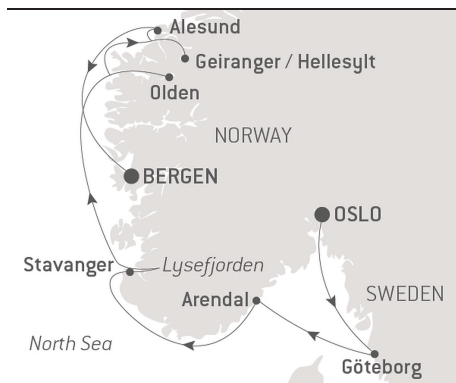 Alesund
Geiranger / Hellesylt
Olden
NORWAY
BERGEN
OSLO
Stavanger
Lysefjorden
Arendal
SWEDEN
North Sea
Göteborg